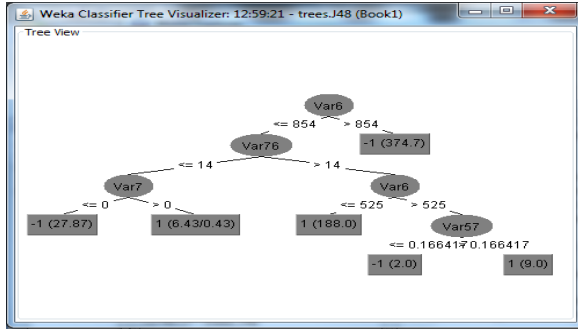 Weka Classifier Tree Visualizer: 12:59:21 - trees.J48 (Book1)
Tree View
Var6
<= 854 > 854
Var76 -1 (374.7)
<= 14 > 14
Var7 Var6
<= 0 > 0 <= 525 > 525
-1 (27.87) 1 (6.43/0.43) 1 (188.0) Var57
<= 0.166417 > 0.166417
-1 (2.0) 1 (9.0)